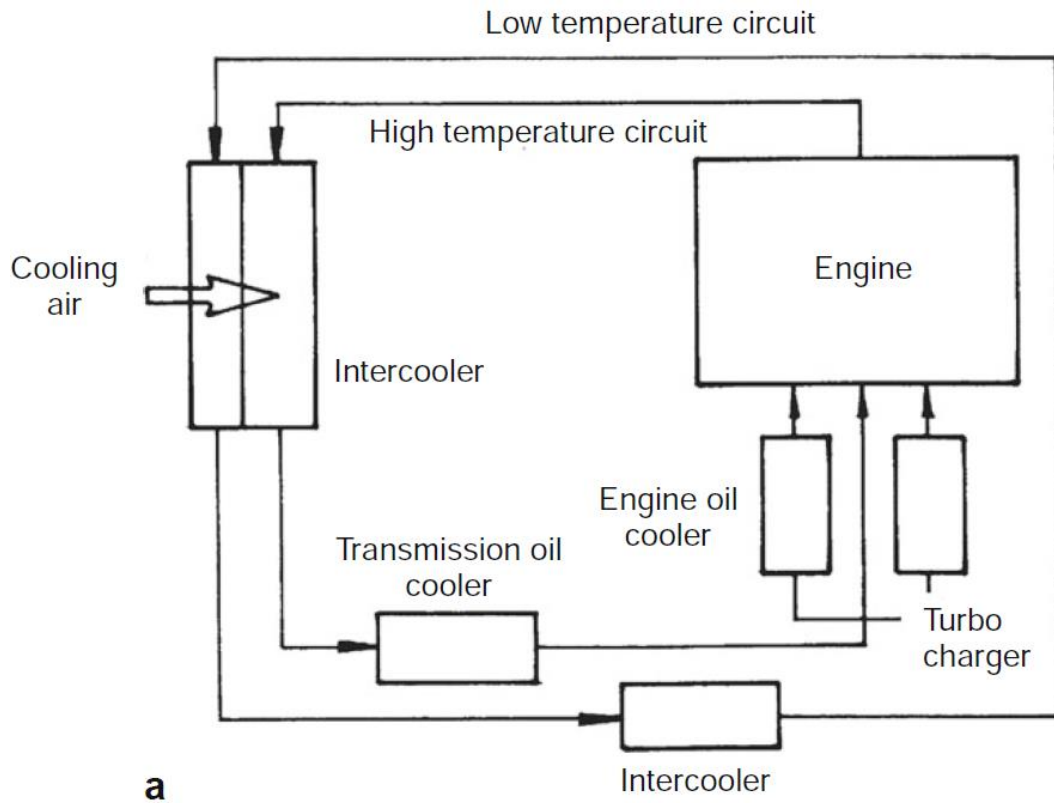 Low temperature circuit
High temperature circuit
Cooling
air
Engine
Intercooler
Engine oil
cooler
Transmission oil
cooler
Turbo
charger
Intercooler
a